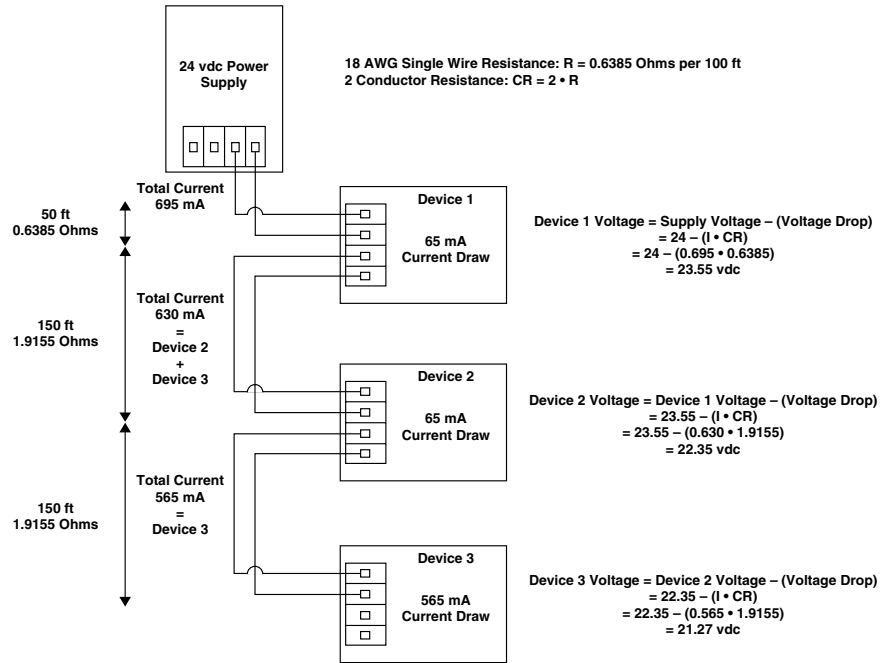 24 vdc Power
Supply
18 AWG Single Wire Resistance: R = 0.6385 Ohms per 100 ft
2 Conductor Resistance: CR = 2 • R
50 ft
0.6385 Ohms
Total Current
695 mA
Device 1
65 mA
Current Draw
Device 1 Voltage = Supply Voltage – (Voltage Drop)
= 24 – (I • CR)
= 24 – (0.695 • 0.6385)
= 23.55 vdc
150 ft
1.9155 Ohms
Total Current
630 mA
=
Device 2
+
Device 3
Device 2
65 mA
Current Draw
Device 2 Voltage = Device 1 Voltage – (Voltage Drop)
= 23.55 – (I • CR)
= 23.55 – (0.630 • 1.9155)
= 22.35 vdc
150 ft
1.9155 Ohms
Total Current
565 mA
=
Device 3
Device 3
565 mA
Current Draw
Device 3 Voltage = Device 2 Voltage – (Voltage Drop)
= 22.35 – (I • CR)
= 22.35 – (0.565 • 1.9155)
= 21.27 vdc